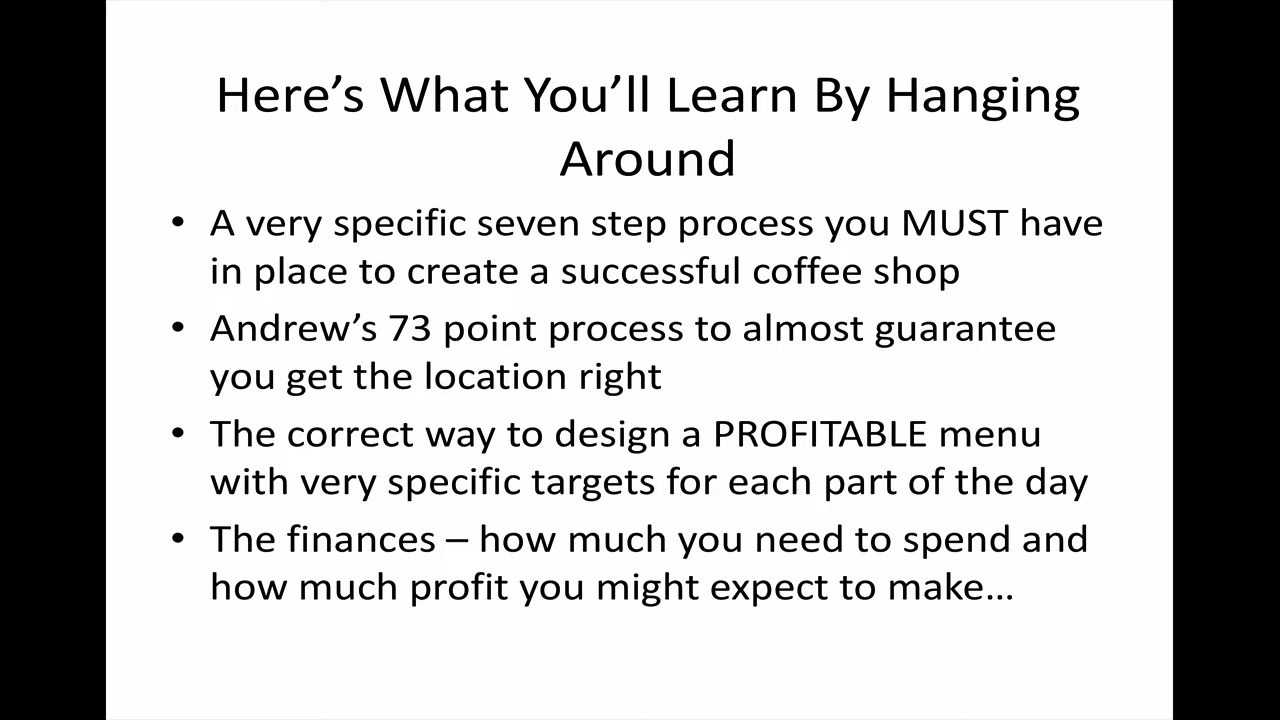 Here’s What You’ll Learn By Hanging
Around
• A very specific seven step process you MUST have
in place to create a successful coffee shop
• Andrew’s 73 point process to almost guarantee
you get the location right
• The correct way to design a PROFITABLE menu
with very specific targets for each part of the day
• The finances – how much you need to spend and
how much profit you might expect to make…